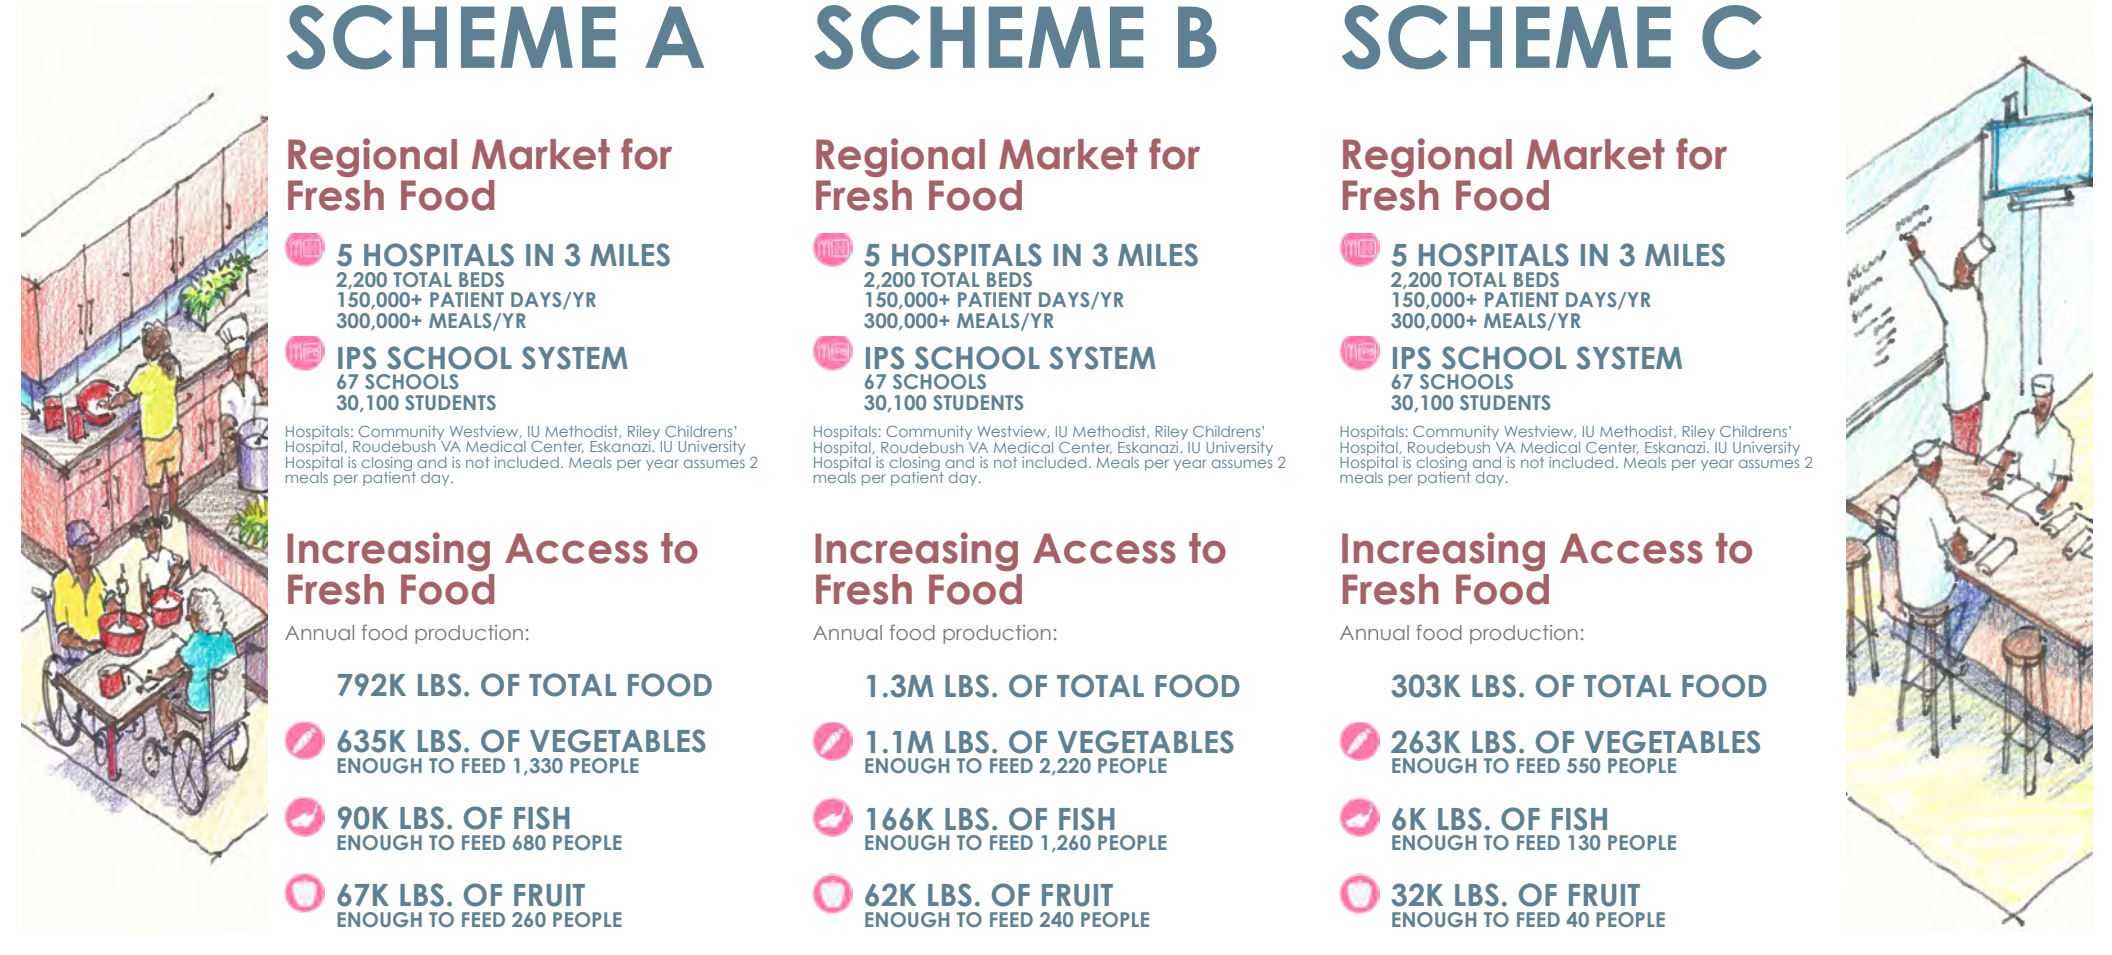 SCHEME A
Regional Market for
Fresh Food
5 HOSPITALS IN 3 MILES
2,200 TOTAL BEDS
150,000+ PATIENT DAYS/YR
300,000+ MEALS/YR
IPS SCHOOL SYSTEM
67 SCHOOLS
30,100 STUDENTS
Hospitals: Community Westview, IU Methodist, Riley Childrens'
Hospital, Roudebush VA Medical Center, Eskanazi. IU University
Hospital is closing and is not included. Meals per year assumes 2
meals per patient day.
Increasing Access to
Fresh Food
Annual food production:
792K LBS. OF TOTAL FOOD
635K LBS. OF VEGETABLES
ENOUGH TO FEED 1,330 PEOPLE
90K LBS. OF FISH
ENOUGH TO FEED 680 PEOPLE
67K LBS. OF FRUIT
ENOUGH TO FEED 260 PEOPLE
SCHEME B
Regional Market for
Fresh Food
5 HOSPITALS IN 3 MILES
2,200 TOTAL BEDS
150,000+ PATIENT DAYS/YR
300,000+ MEALS/YR
IPS SCHOOL SYSTEM
67 SCHOOLS
30,100 STUDENTS
Hospitals: Community Westview, IU Methodist, Riley Childrens'
Hospital, Roudebush VA Medical Center, Eskanazi. IU University
Hospital is closing and is not included. Meals per year assumes 2
meals per patient day.
Increasing Access to
Fresh Food
Annual food production:
1.3M LBS. OF TOTAL FOOD
1.1M LBS. OF VEGETABLES
ENOUGH TO FEED 2,220 PEOPLE
166K LBS. OF FISH
ENOUGH TO FEED 1,260 PEOPLE
62K LBS. OF FRUIT
ENOUGH TO FEED 240 PEOPLE
SCHEME C
Regional Market for
Fresh Food
5 HOSPITALS IN 3 MILES
2,200 TOTAL BEDS
150,000+ PATIENT DAYS/YR
300,000+ MEALS/YR
IPS SCHOOL SYSTEM
67 SCHOOLS
30,100 STUDENTS
Hospitals: Community Westview, IU Methodist, Riley Childrens'
Hospital, Roudebush VA Medical Center, Eskanazi. IU University
Hospital is closing and is not included. Meals per year assumes 2
meals per patient day.
Increasing Access to
Fresh Food
Annual food production:
303K LBS. OF TOTAL FOOD
263K LBS. OF VEGETABLES
ENOUGH TO FEED 550 PEOPLE
6K LBS. OF FISH
ENOUGH TO FEED 130 PEOPLE
32K LBS. OF FRUIT
ENOUGH TO FEED 40 PEOPLE